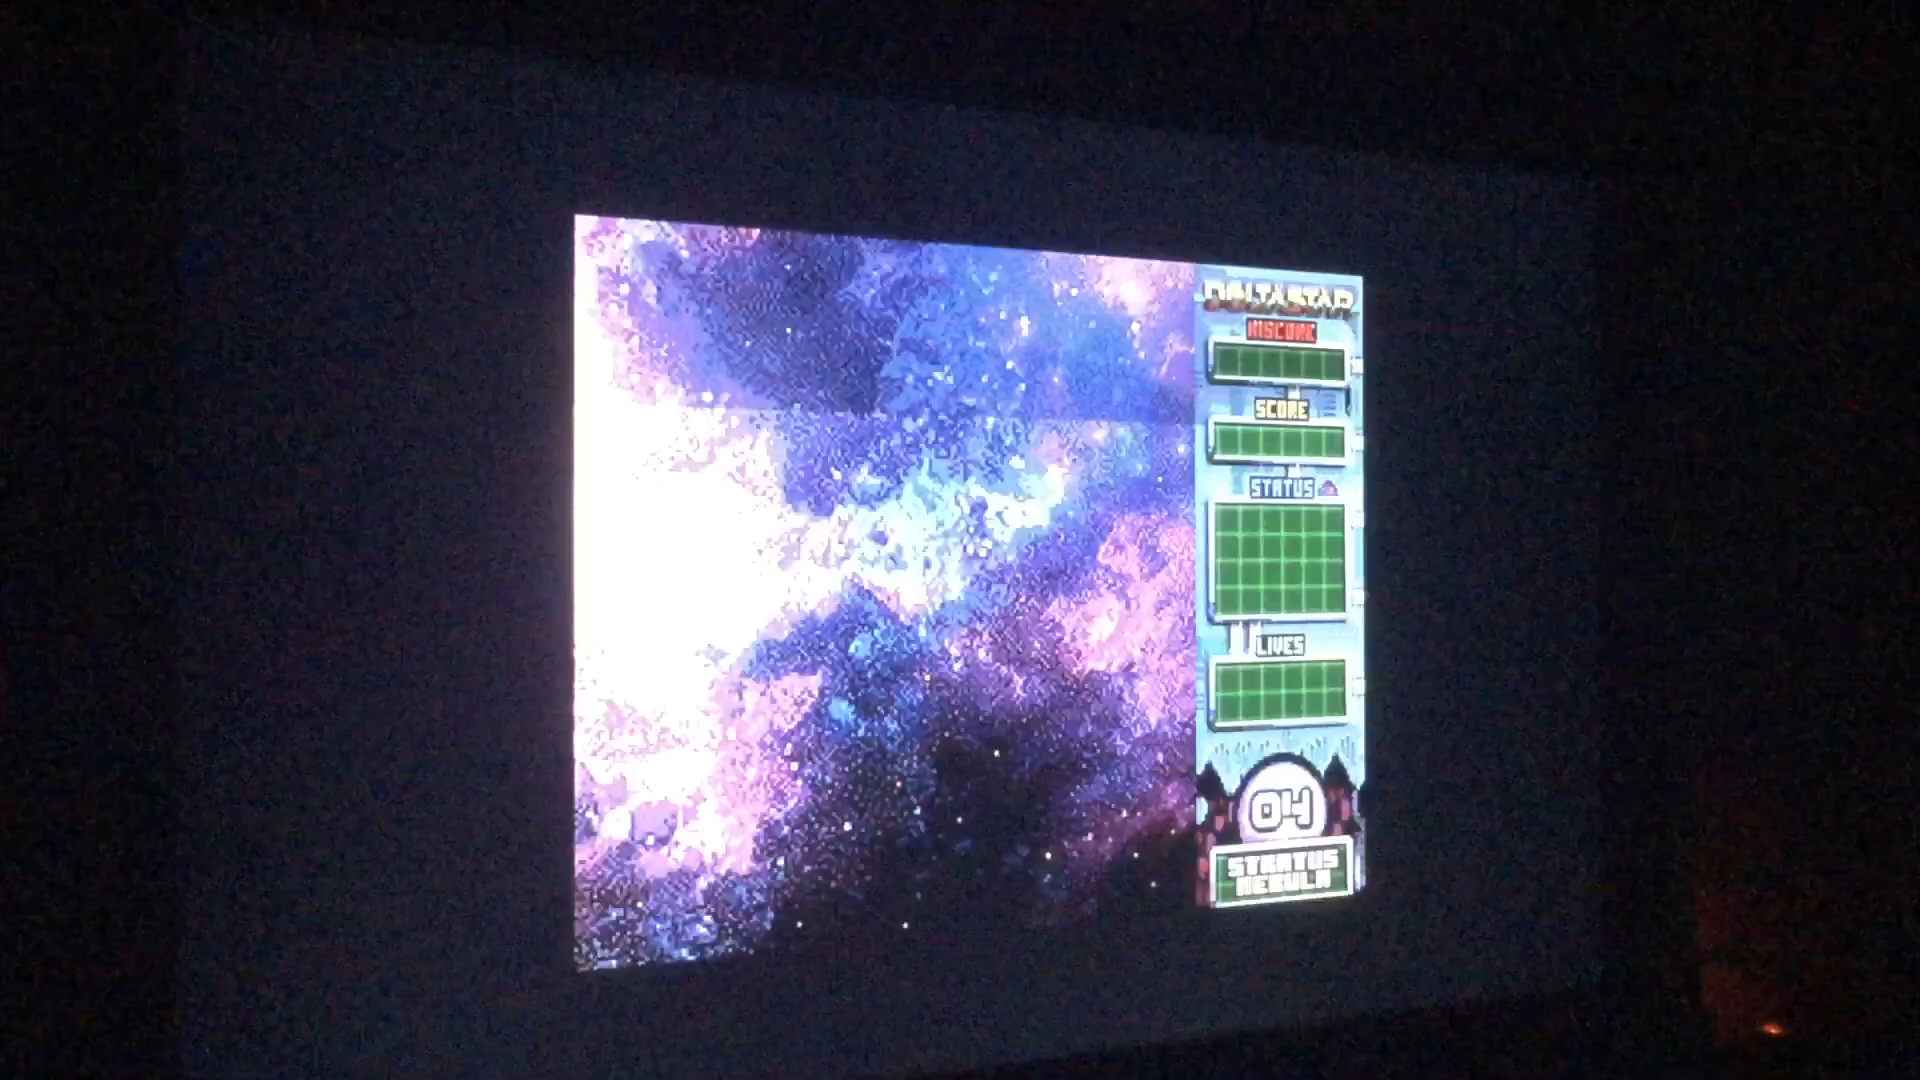 DELTASTAR
HISCORE
SCORE
STATUS
LIVES
04
STRATUS
NEBULA